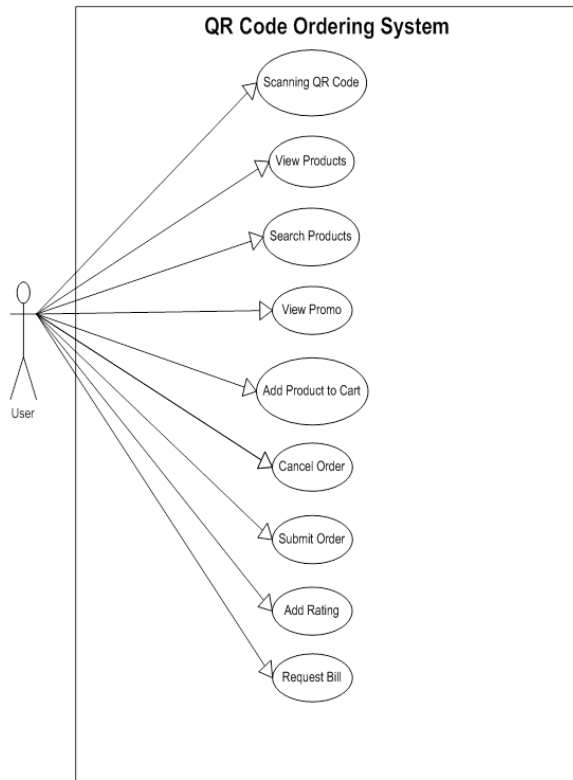 QR Code Ordering System
Scanning QR Code
View Products
Search Products
View Promo
User
Add Product to Cart
Cancel Order
Submit Order
Add Rating
Request Bill